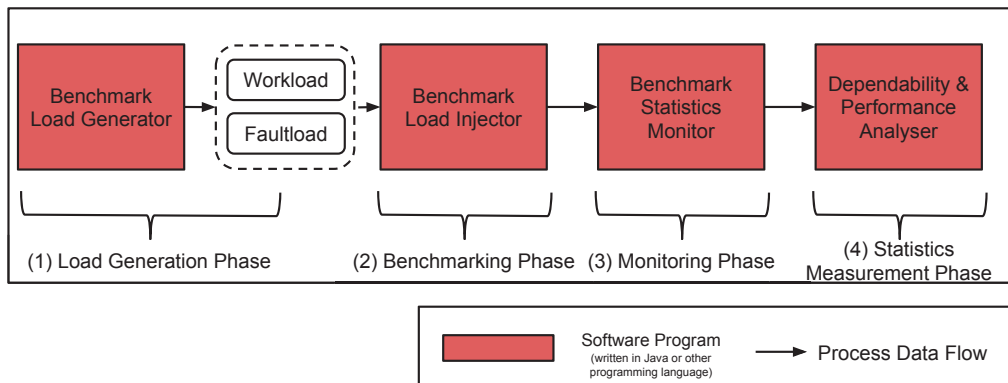 Benchmark
Load Generator
Workload
Faultload
Benchmark
Load Injector
Benchmark
Statistics
Monitor
Dependability &
Performance
Analyser
(1) Load Generation Phase
(2) Benchmarking Phase
(3) Monitoring Phase
(4) Statistics
Measurement Phase
Software Program
(written in Java or other
programming language)
Process Data Flow